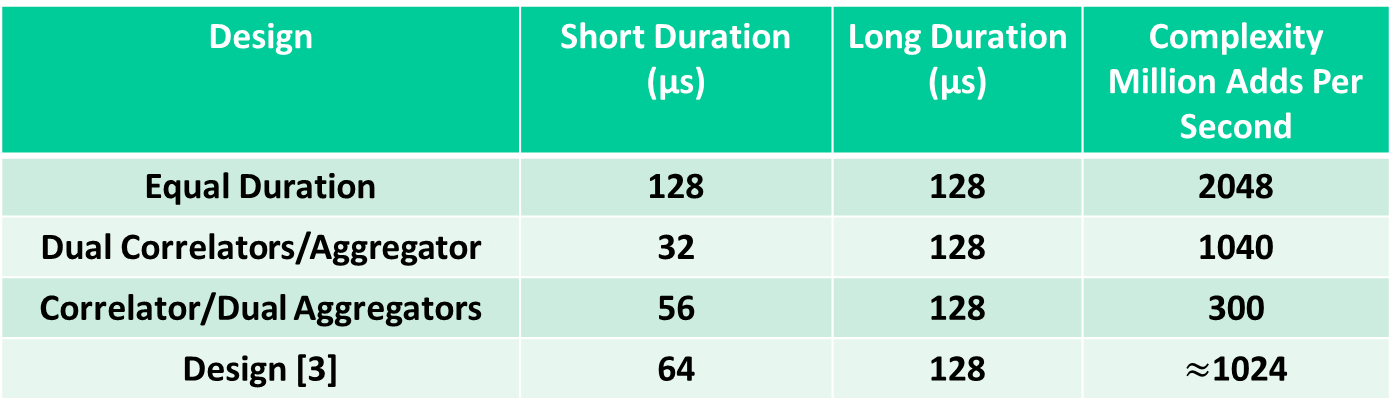 Design Short Duration Long Duration Complexity
(µs) (µs) Million Adds Per
Second
Equal Duration 128 128 2048
Dual Correlators/Aggregator 32 128 1040
Correlator/Dual Aggregators 56 128 300
Design [3] 64 128 ≈1024